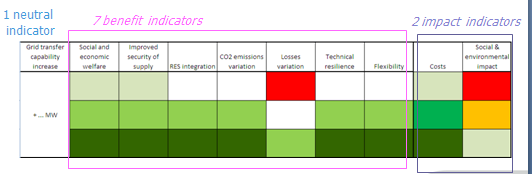 1 neutral
indicator
7 benefit indicators
2 impact indicators
Grid transfer
capability
increase
Social and
economic
welfare
Improved
security of
supply
RES integration
CO2 emissions
variation
Losses
variation
Technical
resilience
Flexibility
Costs
Social &
environmental
impact
+ ... MW